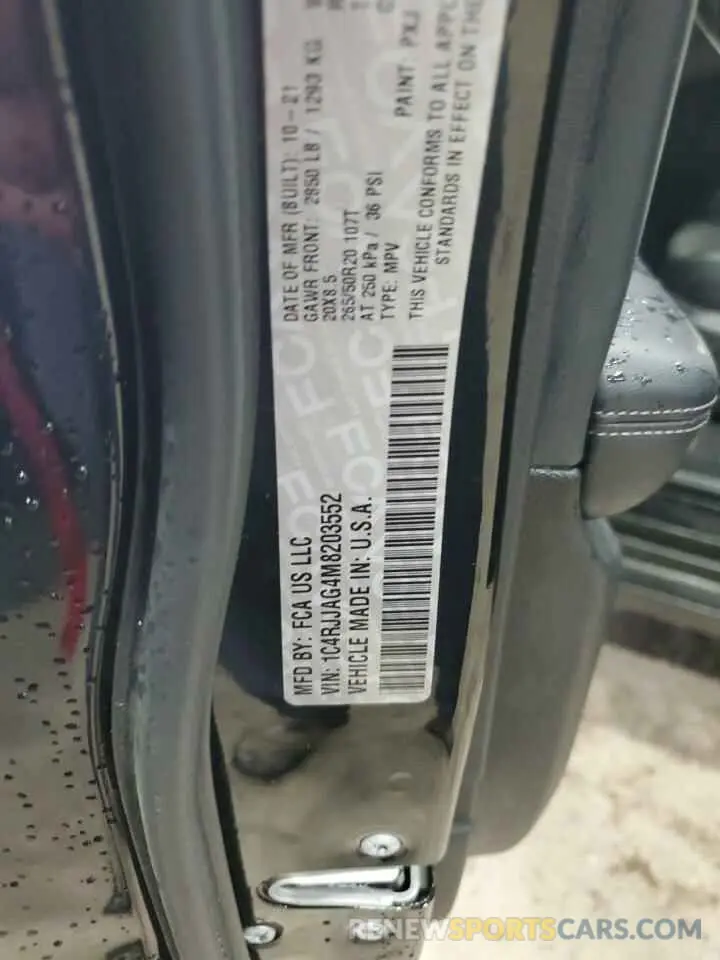 MFD BY: FCA US LLC
VIN: 1C4RJJAG4M8203552
VEHICLE MADE IN: U.S.A.
DATE OF MFR (BUILT): 10-21
GAWR FRONT: 2850 LB / 1293 KG
20X8.5
265/50R20 107T
AT 250 kPa / 36 PSI
TYPE: MPV PAINT: PXJ
THIS VEHICLE CONFORMS TO ALL APPL
STANDARDS IN EFFECT ON THE
RENEWSPORTSCARS.COM